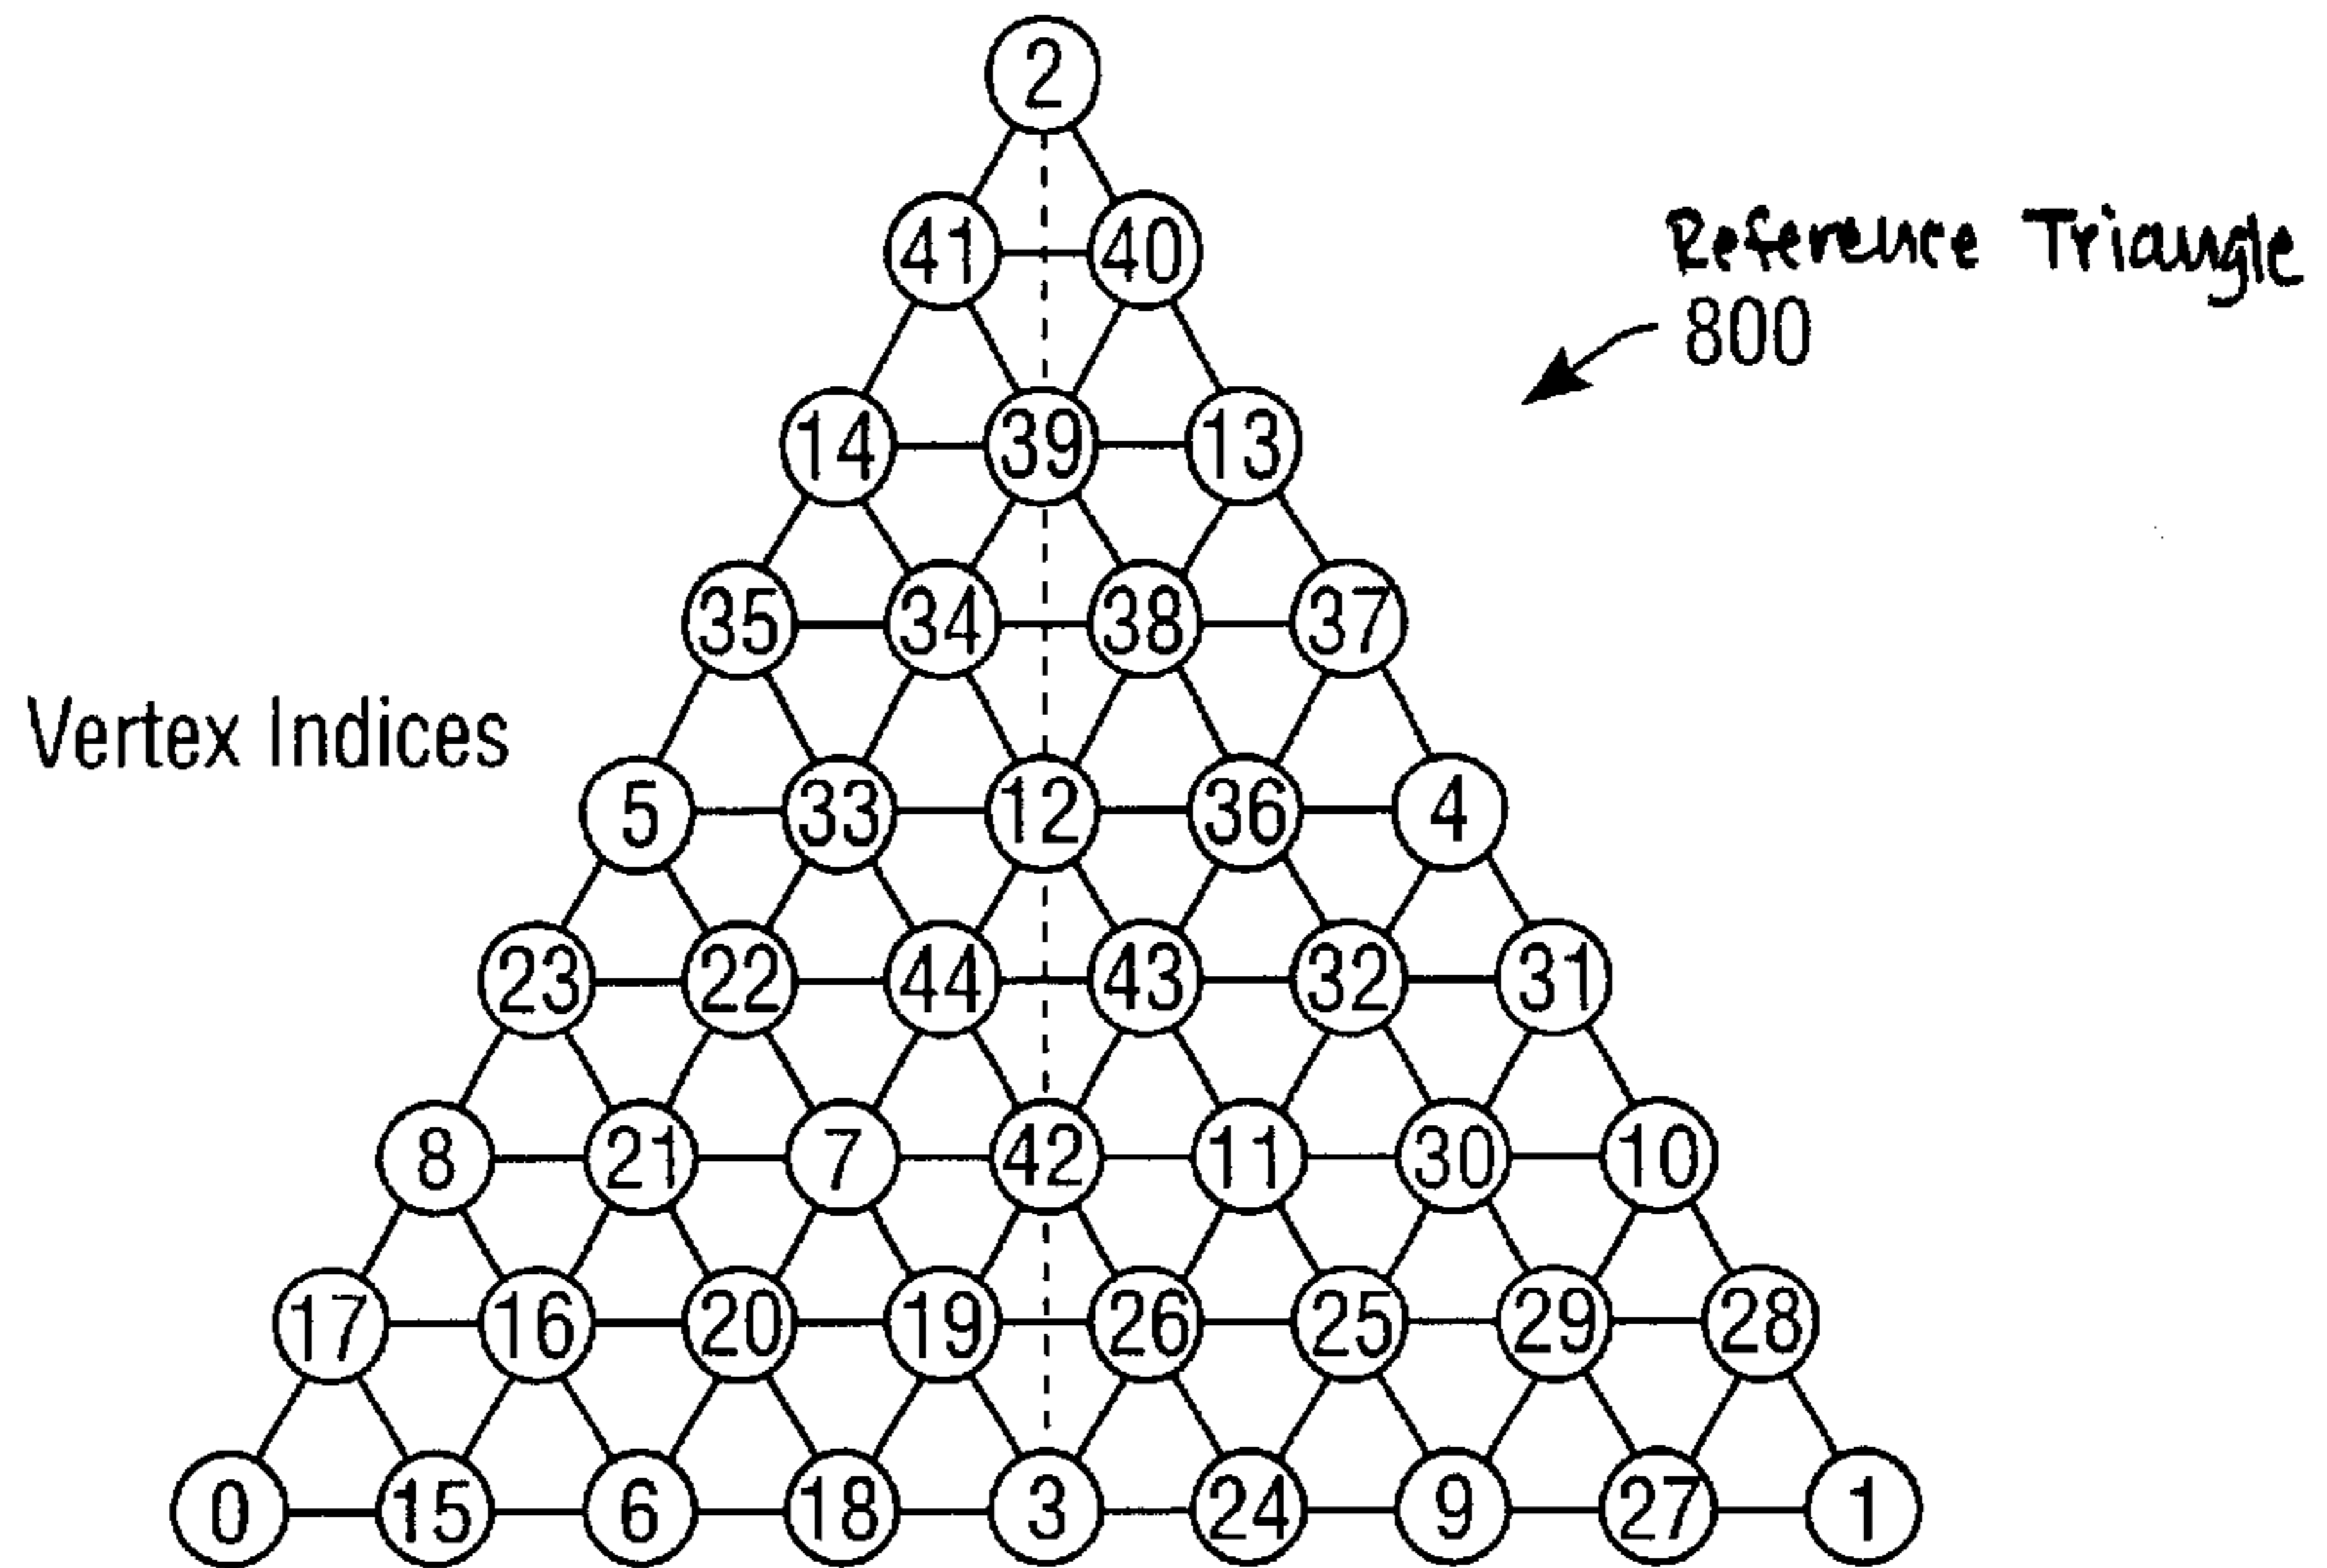 2
41 40
Reference Triangle
800
14 39 13
35 34 38 37
Vertex Indices
5 33 12 36 4
23 22 44 43 32 31
8 21 7 42 11 30 10
17 16 20 19 26 25 29 28
0 15 6 18 3 24 9 27 1